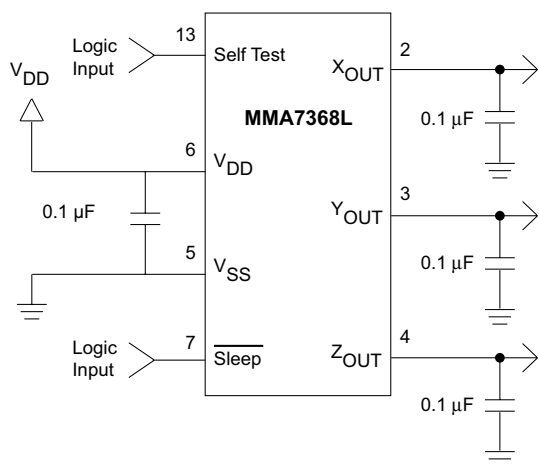 13
Logic
Input
Self Test
2
X_OUT
V_DD
MMA7368L
0.1 µF
6
V_DD
3
Y_OUT
0.1 µF
5
V_SS
0.1 µF
7
Logic
Input
Sleep
4
Z_OUT
0.1 µF